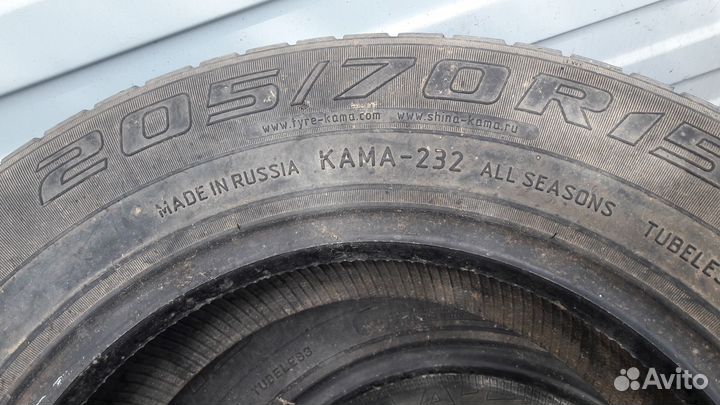 205/70R15
www.tyre-kama.com www.shina-kama.ru
MADE IN RUSSIA KAMA-232 ALL SEASONS
TUBELESS
Avito